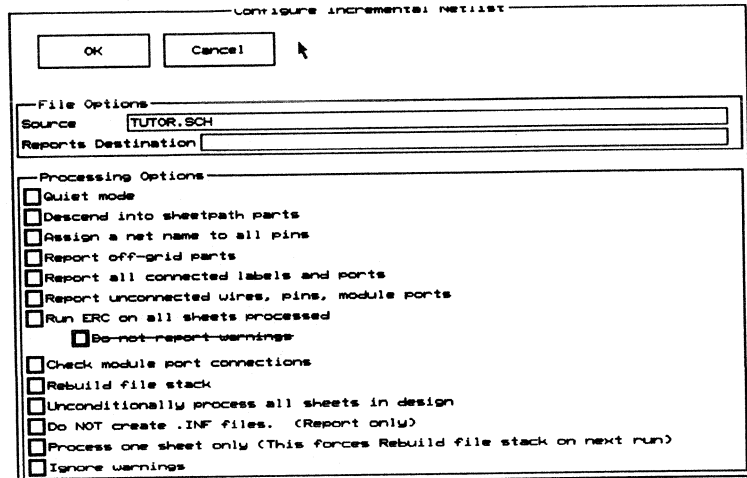 Configure Incremental Netlist
OK
Cancel
File Options
Source TUTOR.SCH
Reports Destination
Processing Options
Quiet mode
Descend into sheetpath parts
Assign a net name to all pins
Report off-grid parts
Report all connected labels and ports
Report unconnected wires, pins, module ports
Run ERC on all sheets processed
Do not report warnings
Check module port connections
Rebuild file stack
Unconditionally process all sheets in design
Do NOT create .INF files. (Report only)
Process one sheet only (This forces Rebuild file stack on next run)
Ignore warnings